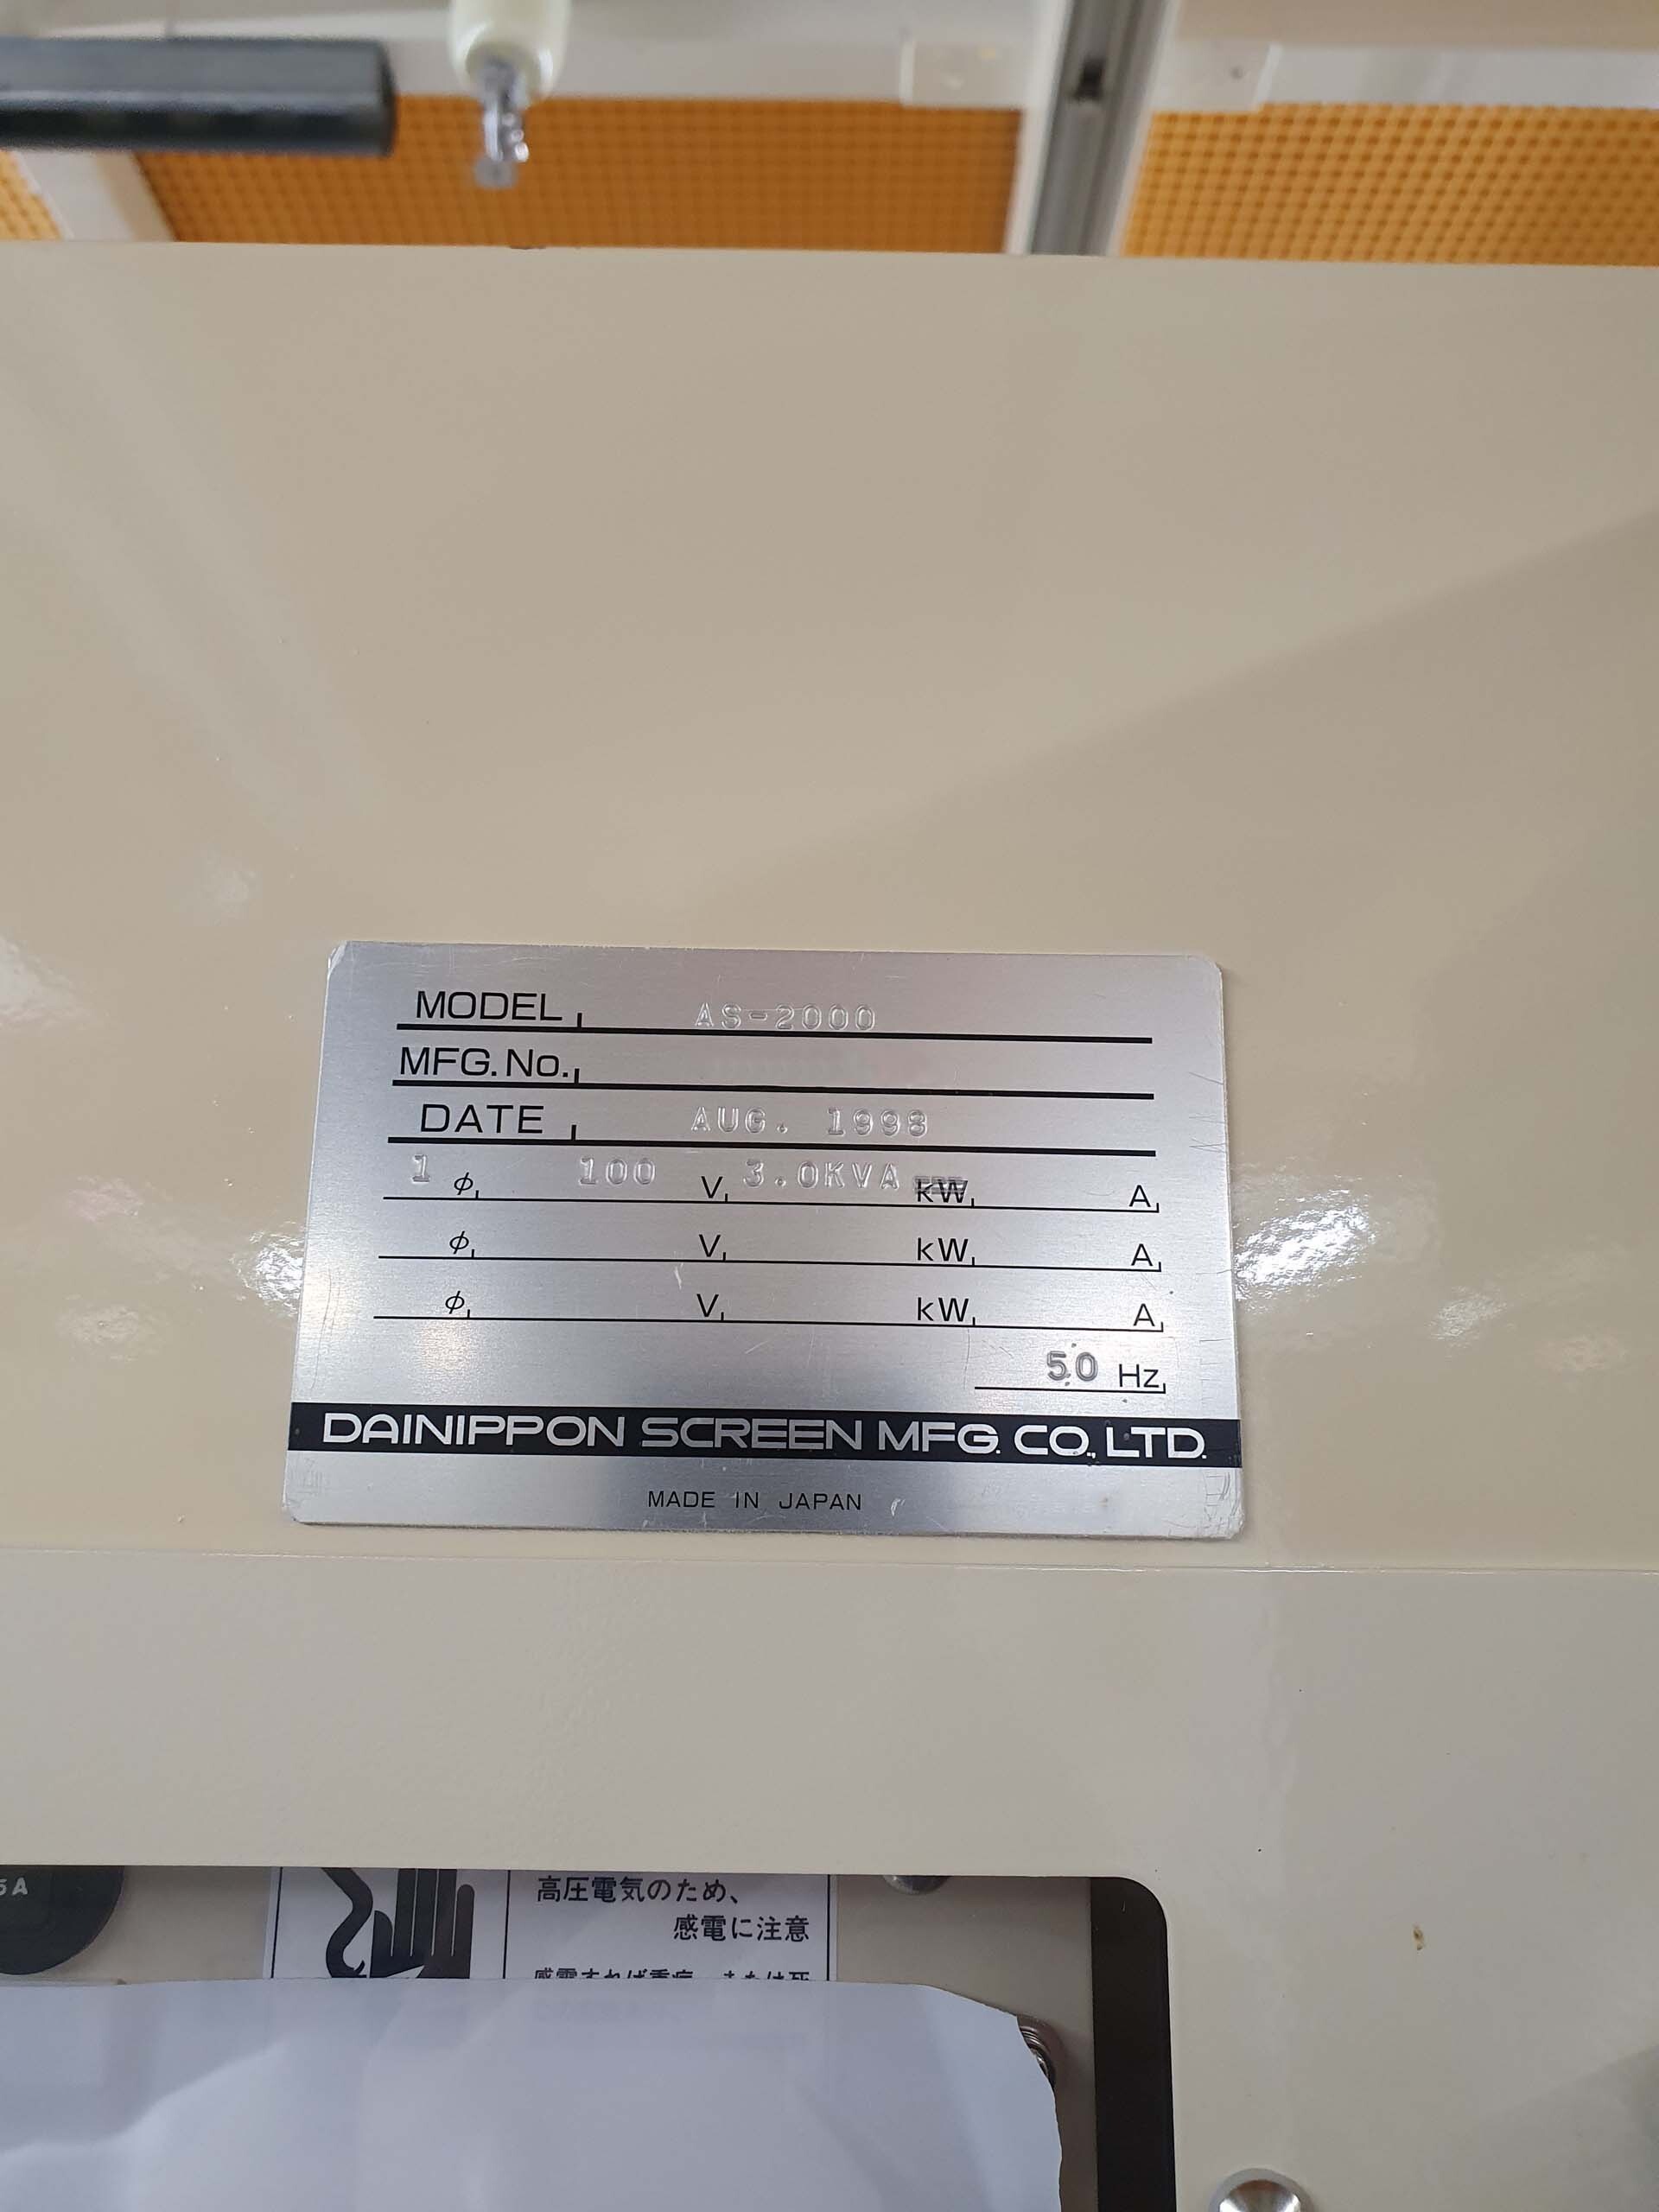 MODEL AS-2000
MFG. No.
DATE AUG. 1998
1 φ 100 V 3.0KVA kW A
φ V kW A
φ V kW A
50 Hz
DAINIPPON SCREEN MFG. CO., LTD.
MADE IN JAPAN
5A
高圧電気のため、
感電に注意